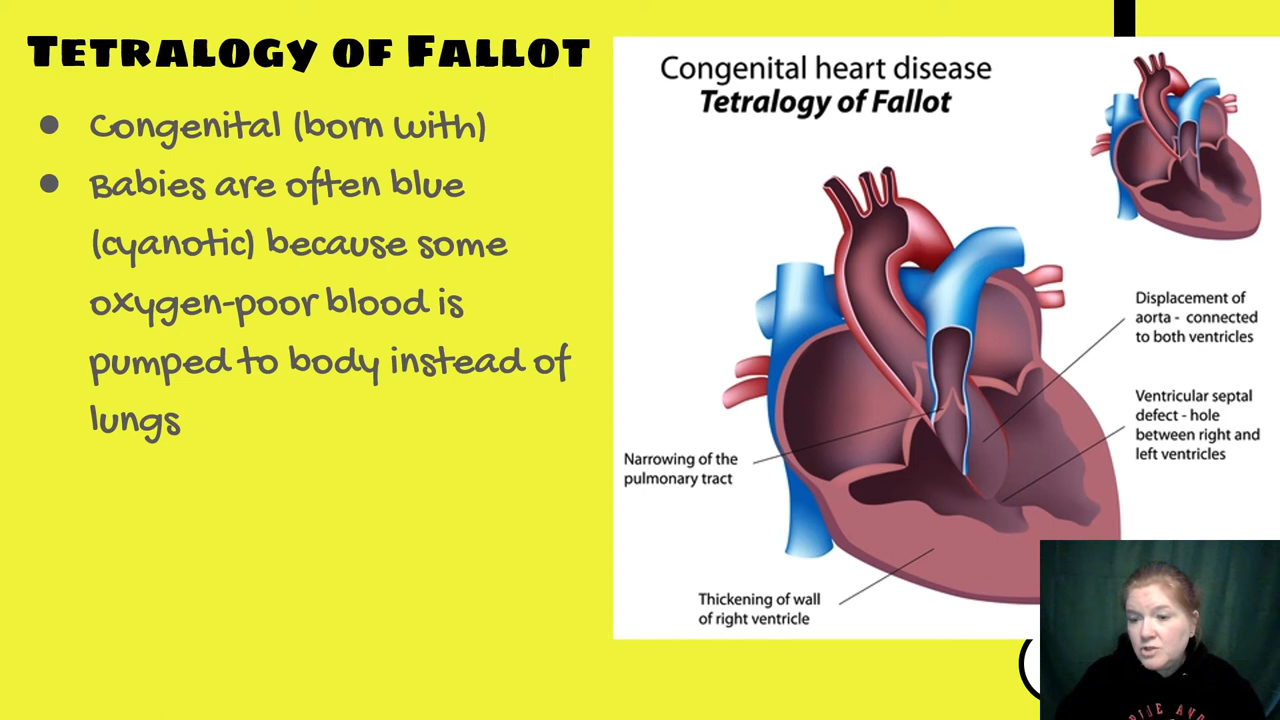 Tetralogy of Fallot
Congenital (born with)
Babies are often blue
(cyanotic) because some
oxygen-poor blood is
pumped to body instead of
lungs
Congenital heart disease
Tetralogy of Fallot
Displacement of
aorta - connected
to both ventricles
Ventricular septal
defect - hole
between right and
left ventricles
Narrowing of the
pulmonary tract
Thickening of wall
of right ventricle